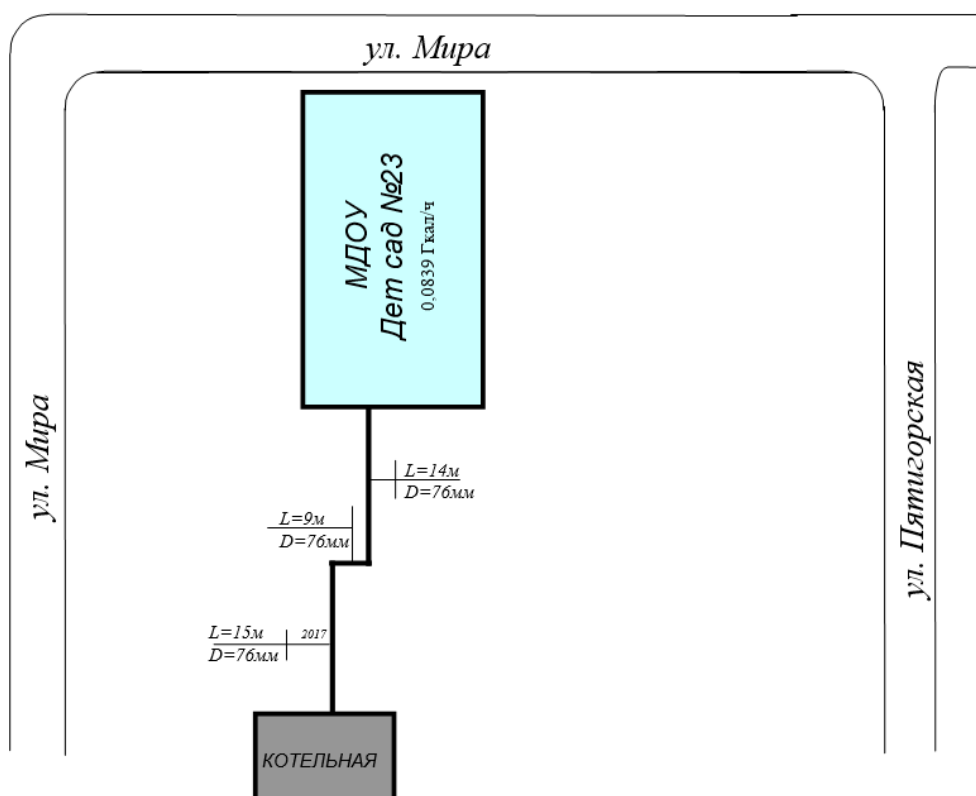 ул. Мира
МДОУ
Дет сад №23
0,0839 Гкал/ч
ул. Мира
ул. Пятигорская
L=14м
D=76мм
L=9м
D=76мм
L=15м
2017
D=76мм
КОТЕЛЬНАЯ